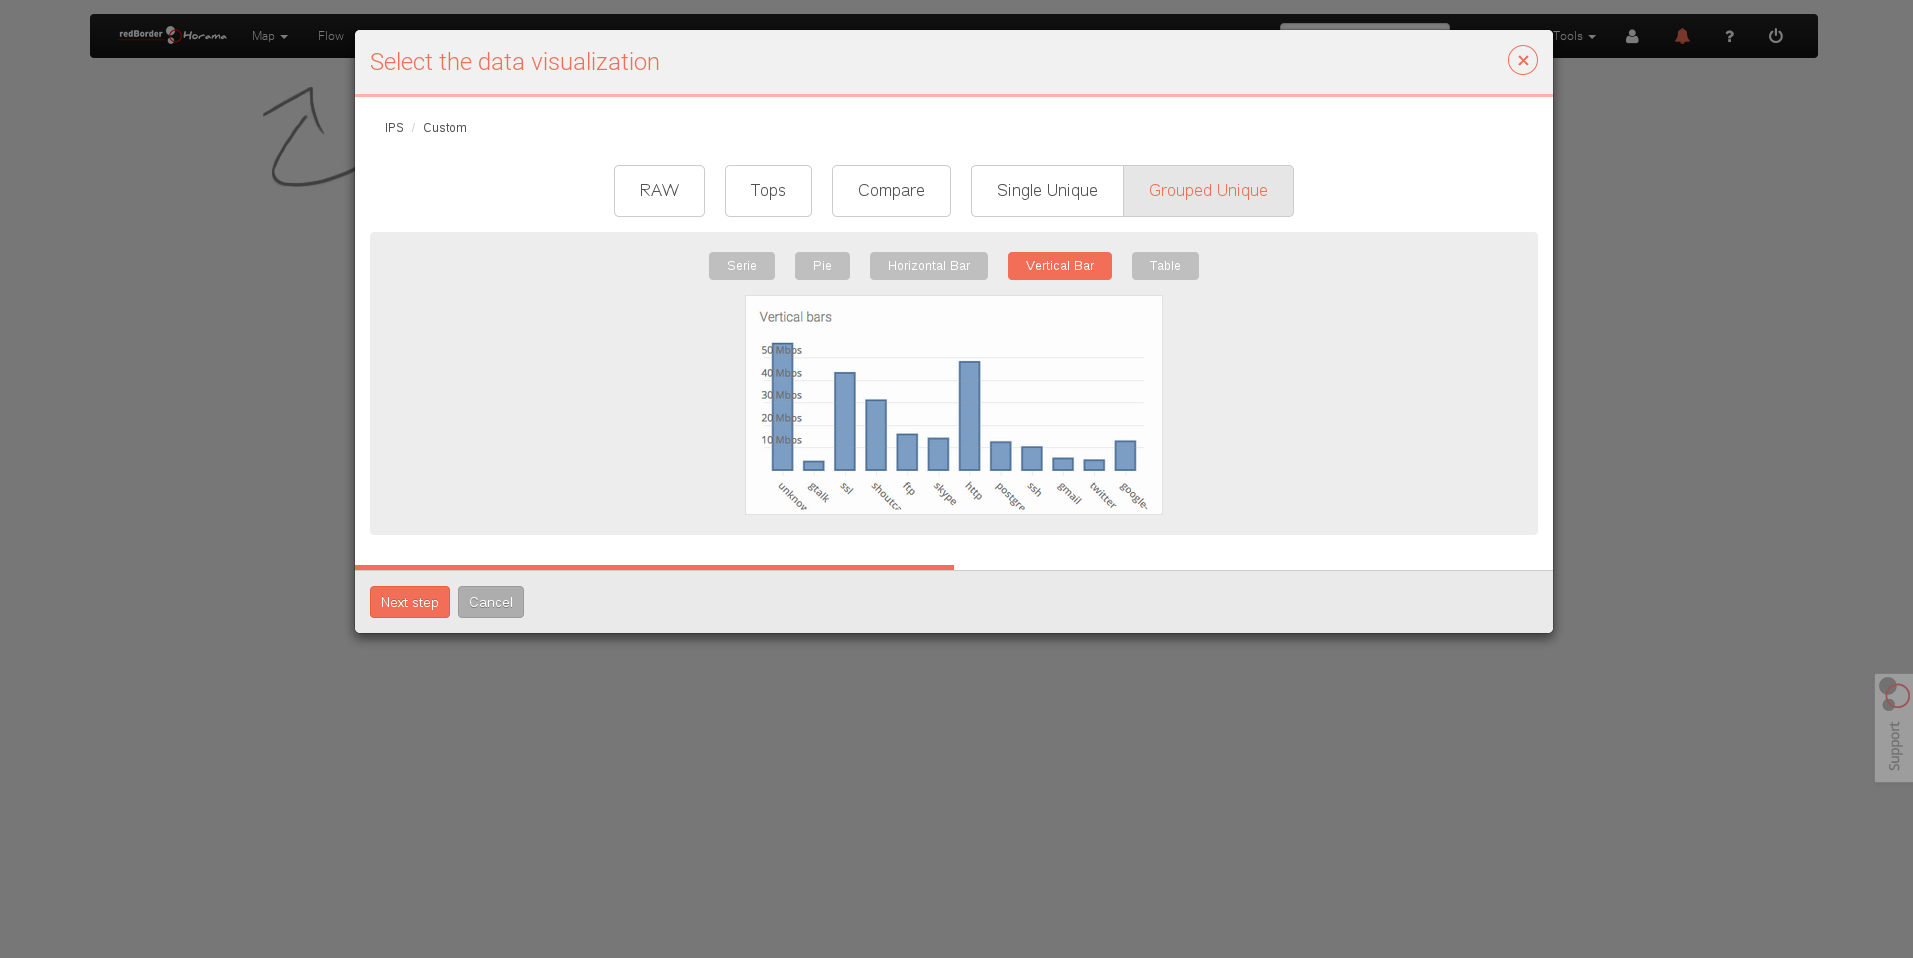 redBorder Horama Map Flow Tools ?
Select the data visualization
IPS / Custom
RAW Tops Compare Single Unique Grouped Unique
Serie Pie Horizontal Bar Vertical Bar Table
Vertical bars
50 Mbps
40 Mbps
30 Mbps
20 Mbps
10 Mbps
unknow gtalk ssl shoutca ftp skype http postgre ssh gmail twitter google-
Next step Cancel
Support